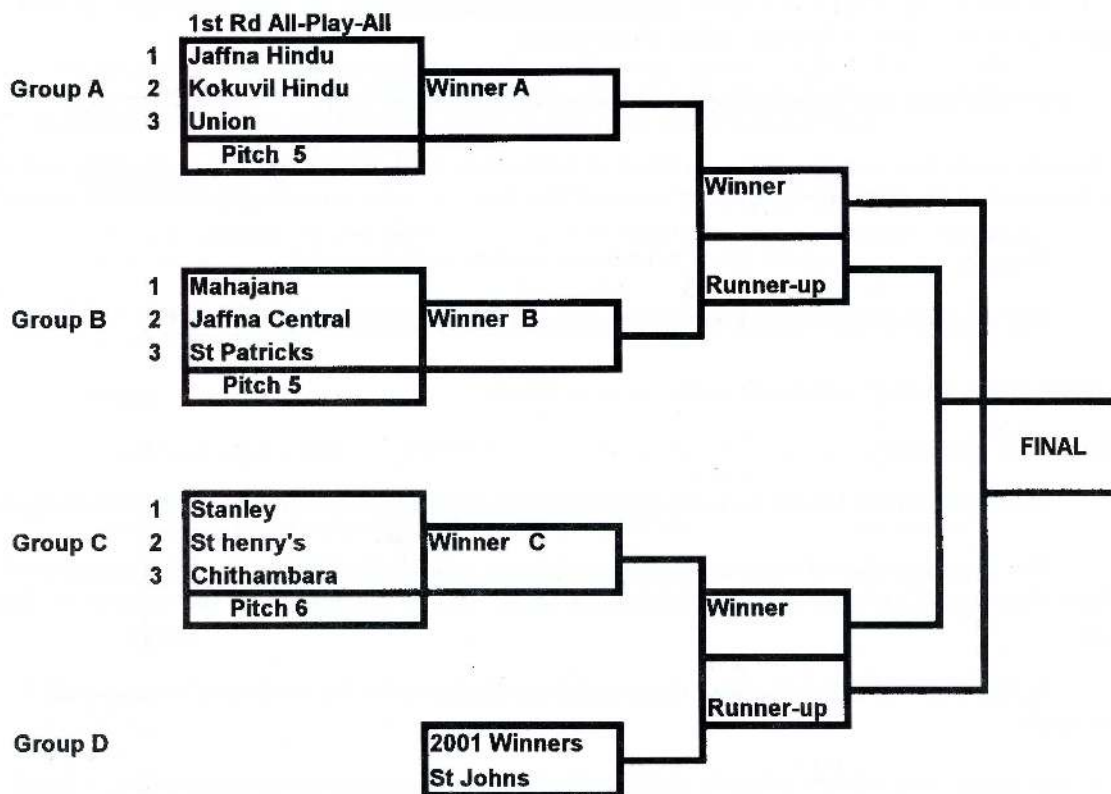 1st Rd All-Play-All
Group A
1 Jaffna Hindu
2 Kokuvil Hindu
3 Union
Pitch 5
Winner A
Winner
Runner-up
Group B
1 Mahajana
2 Jaffna Central
3 St Patricks
Pitch 5
Winner B
FINAL
Group C
1 Stanley
2 St henry's
3 Chithambara
Pitch 6
Winner C
Winner
Runner-up
Group D
2001 Winners
St Johns